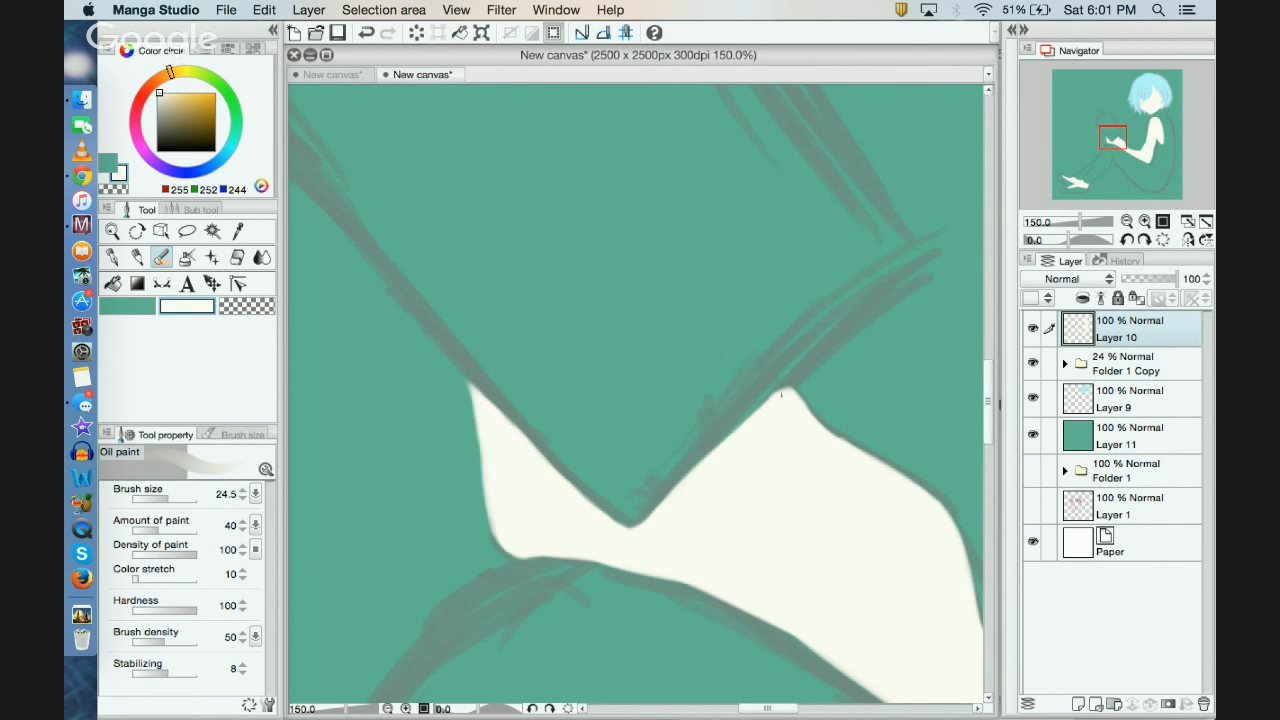 Manga Studio File Edit Layer Selection area View Filter Window Help 51% Sat 6:01 PM
Google
Color circle
New canvas* (2500 x 2500px 300dpi 150.0%)
Navigator
New canvas*
New canvas*
255 252 244
Tool Sub tool
150.0
0.0
Layer History
Normal 100
100 % Normal
Layer 10
24 % Normal
Folder 1 Copy
100 % Normal
Layer 9
100 % Normal
Layer 11
100 % Normal
Folder 1
100 % Normal
Layer 1
Paper
Tool property Brush size
Oil paint
Brush size 24.5
Amount of paint 40
Density of paint 100
Color stretch 10
Hardness 100
Brush density 50
Stabilizing 8
150.0 0.0